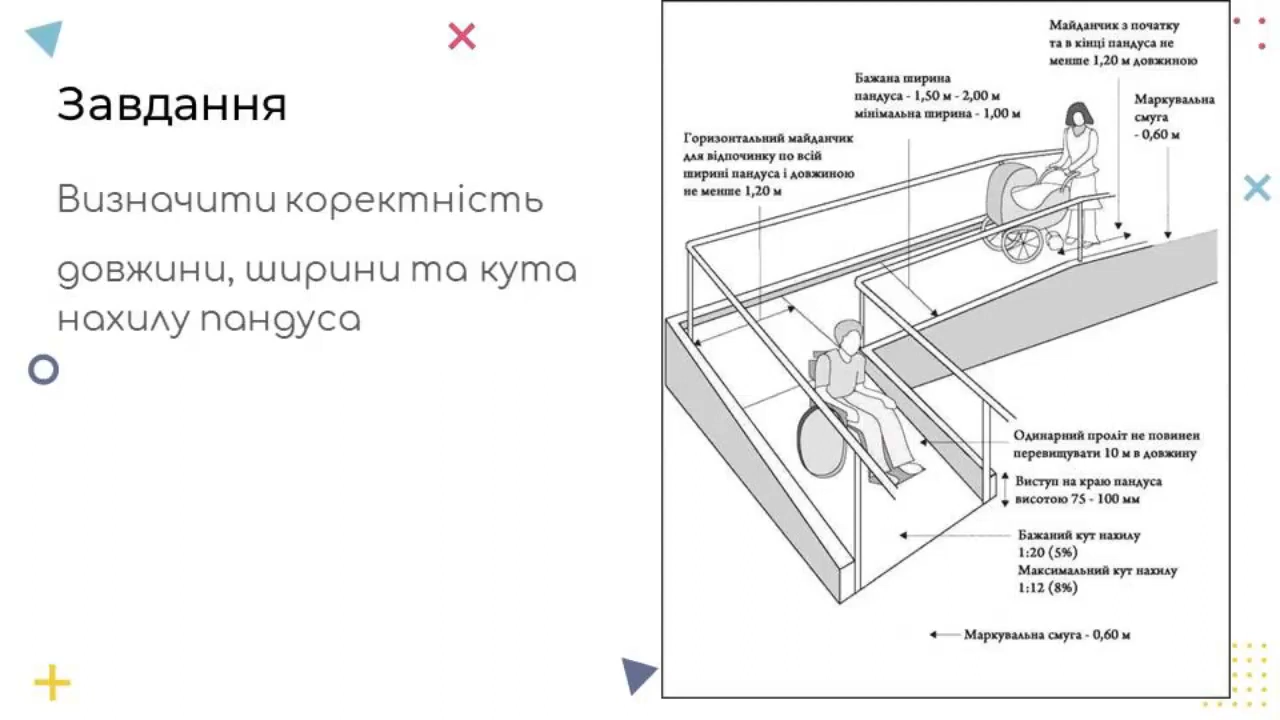 Завдання
Визначити коректність
довжини, ширини та кута
нахилу пандуса
Майданчик з початку
та в кінці пандуса не
менше 1,20 м довжиною
Бажана ширина
пандуса - 1,50 м - 2,00 м
мінімальна ширина - 1,00 м
Маркувальна
смуга
- 0,60 м
Горизонтальний майданчик
для відпочинку по всій
ширині пандуса і довжиною
не менше 1,20 м
Одинарний проліт не повинен
перевищувати 10 м в довжину
Виступ на краю пандуса
висотою 75 - 100 мм
Бажаний кут нахилу
1:20 (5%)
Максимальний кут нахилу
1:12 (8%)
Маркувальна смуга - 0,60 м